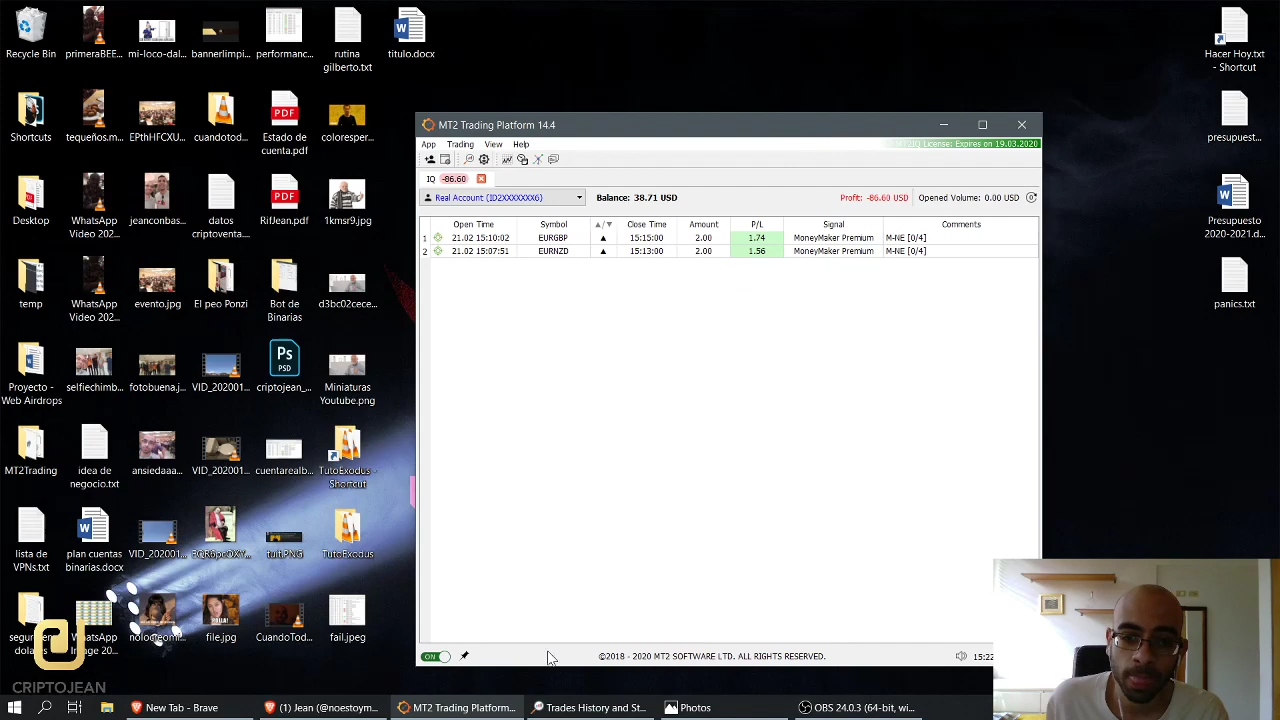 Recycle Bin
primeraBEE...
mi-loco-dal...
bannerlimpi...
performanc...
rutina
gilberto.txt
titulo.docx
Hacer Hoy.txt
- Shortcut
Shortcuts
tequeños.m...
EPthHFCXU...
cuandotod...
Estado de
cuenta.pdf
coloresper...
presupuest...
Desktop
WhatsApp
Video 202...
jeanconbas...
datos
criptoventa...
RifJean.pdf
1kmsr9.jpg
Presupuesto
2020-2021.d...
temp
WhatsApp
Video 202...
evento.jpg
El peo Ponzi
Bot de
Binarias
d3bc02cece...
panics.txt
Proyecto -
Web Airdrops
selfiechimb...
fotobuena.j...
VID_202001...
criptojean_...
Miniaturas
Youtube.png
MT2Trading
idea de
negocio.txt
ansiedaaa...
VID_202001...
cuentarealb...
TutoExodus -
Shortcut
lista de
VPNs.txt
plan cuentas
binarias.docx
VID_202001...
tuit.PNG
TutoExodus
WhatsApp
Image 20...
file.jpg
CuandoTod...
fail.jpeg
PDF
PDF
Ps
PSD
CRIPTOJEAN
MT2 Trading Platform 14.4
App View Trading Help
License: Expires on 19.03.2020
IQ -86.60
Real Account (ID2XXXXXX6) Balance: 38.71 USD Profit: -86.60 USD Opened Volume: 0.00 USD
Open Time Symbol ▲/▼ Close Time Amount P/L Signal Comments
1 21.02 15:10:02 EURGBP ▲ 15:15:00 2.00 1.74 MoneyMaker Premium M-NE [0/4]
2 21.02 15:07:51 EURNZD ▲ 15:13:00 2.00 1.56 MoneyMaker Premium M-NE [0/4]
ON ©2018 - 2020 MT2 SOFTWARE LTD. ALL RIGHTS RESERVED. 15:22
New Tab - Brave
(1) Jean (@noestoym...
MT2 Trading Platform...
Trades History and St...
Photos
OBS 24.0.3 (64-bit, wi...